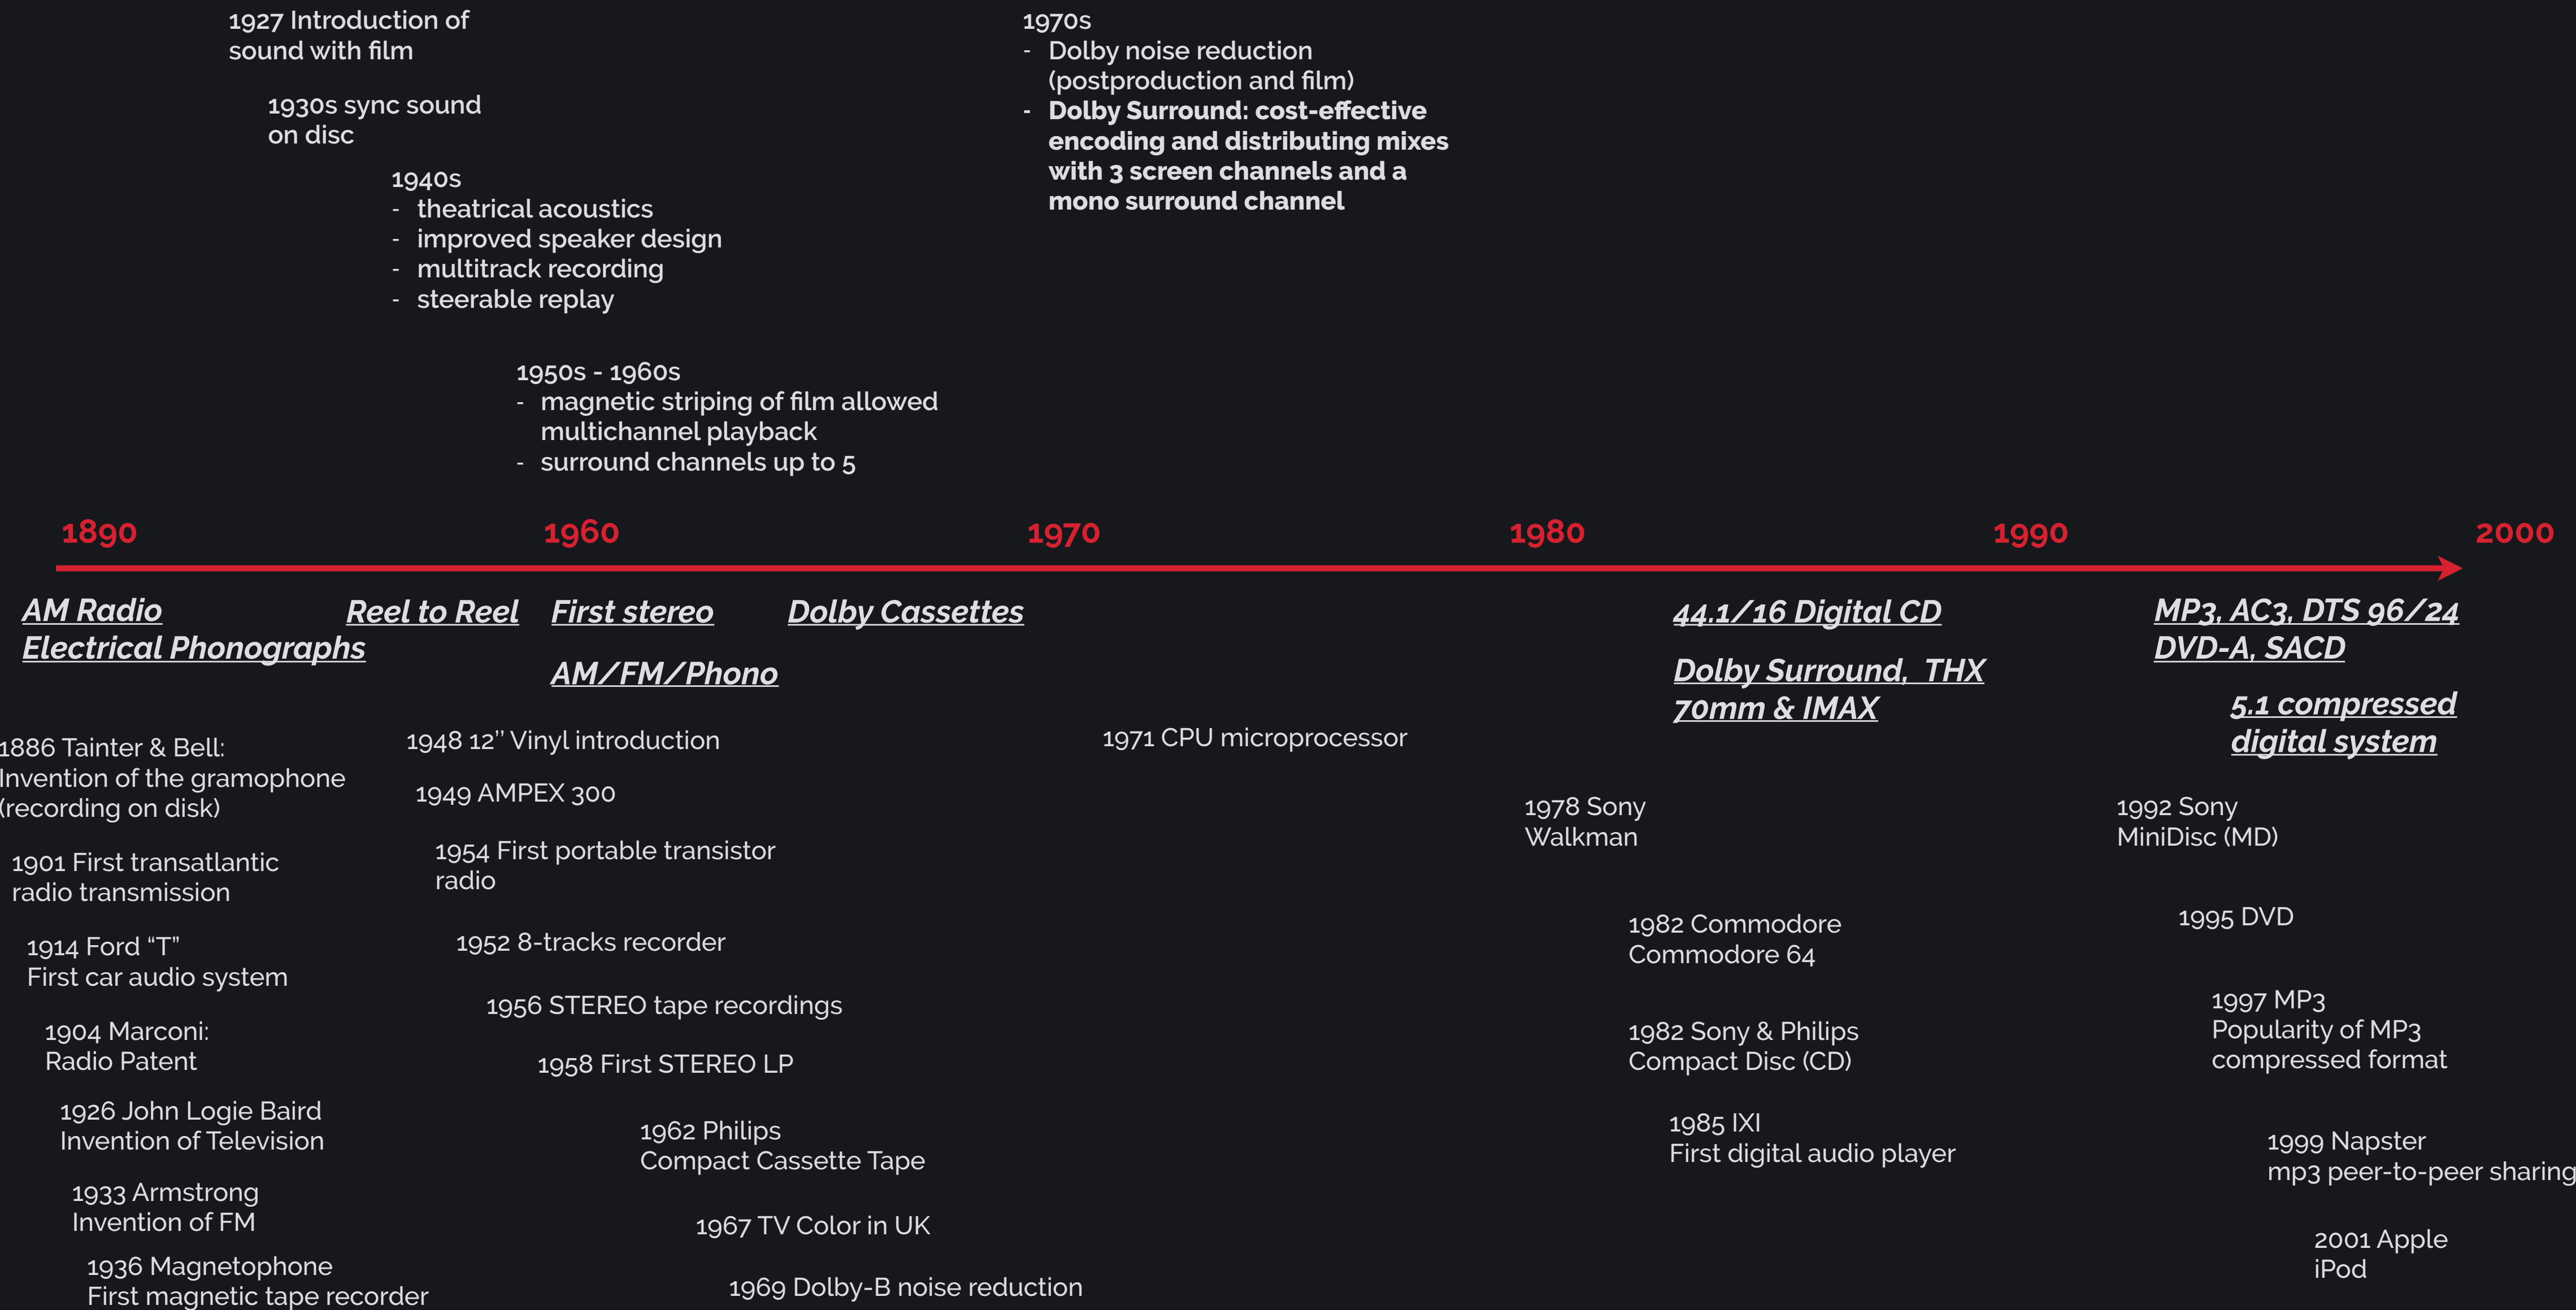 1927 Introduction of
sound with film
1930s sync sound
on disc
1940s
- theatrical acoustics
- improved speaker design
- multitrack recording
- steerable replay
1950s - 1960s
- magnetic striping of film allowed
multichannel playback
- surround channels up to 5
1970s
- Dolby noise reduction
(postproduction and film)
- Dolby Surround: cost-effective
encoding and distributing mixes
with 3 screen channels and a
mono surround channel
1890 1960 1970 1980 1990 2000
AM Radio
Electrical Phonographs
Reel to Reel
First stereo
AM/FM/Phono
Dolby Cassettes
44.1/16 Digital CD
Dolby Surround, THX
70mm & IMAX
MP3, AC3, DTS 96/24
DVD-A, SACD
5.1 compressed
digital system
1886 Tainter & Bell:
Invention of the gramophone
(recording on disk)
1901 First transatlantic
radio transmission
1914 Ford “T”
First car audio system
1904 Marconi:
Radio Patent
1926 John Logie Baird
Invention of Television
1933 Armstrong
Invention of FM
1936 Magnetophone
First magnetic tape recorder
1948 12’’ Vinyl introduction
1949 AMPEX 300
1954 First portable transistor
radio
1952 8-tracks recorder
1956 STEREO tape recordings
1958 First STEREO LP
1962 Philips
Compact Cassette Tape
1967 TV Color in UK
1969 Dolby-B noise reduction
1971 CPU microprocessor
1978 Sony
Walkman
1982 Commodore
Commodore 64
1982 Sony & Philips
Compact Disc (CD)
1985 IXI
First digital audio player
1992 Sony
MiniDisc (MD)
1995 DVD
1997 MP3
Popularity of MP3
compressed format
1999 Napster
mp3 peer-to-peer sharing
2001 Apple
iPod